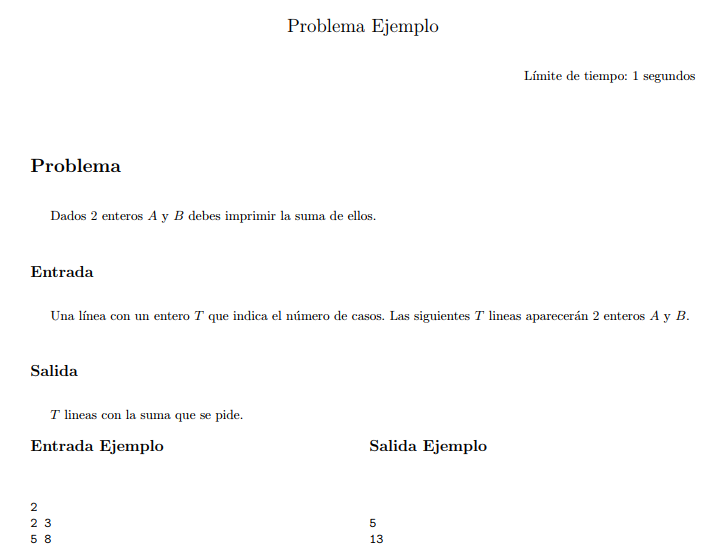 Problema Ejemplo
Límite de tiempo: 1 segundos
Problema
Dados 2 enteros A y B debes imprimir la suma de ellos.
Entrada
Una línea con un entero T que indica el número de casos. Las siguientes T lineas aparecerán 2 enteros A y B.
Salida
T lineas con la suma que se pide.
Entrada Ejemplo
2
2 3
5 8
Salida Ejemplo
5
13